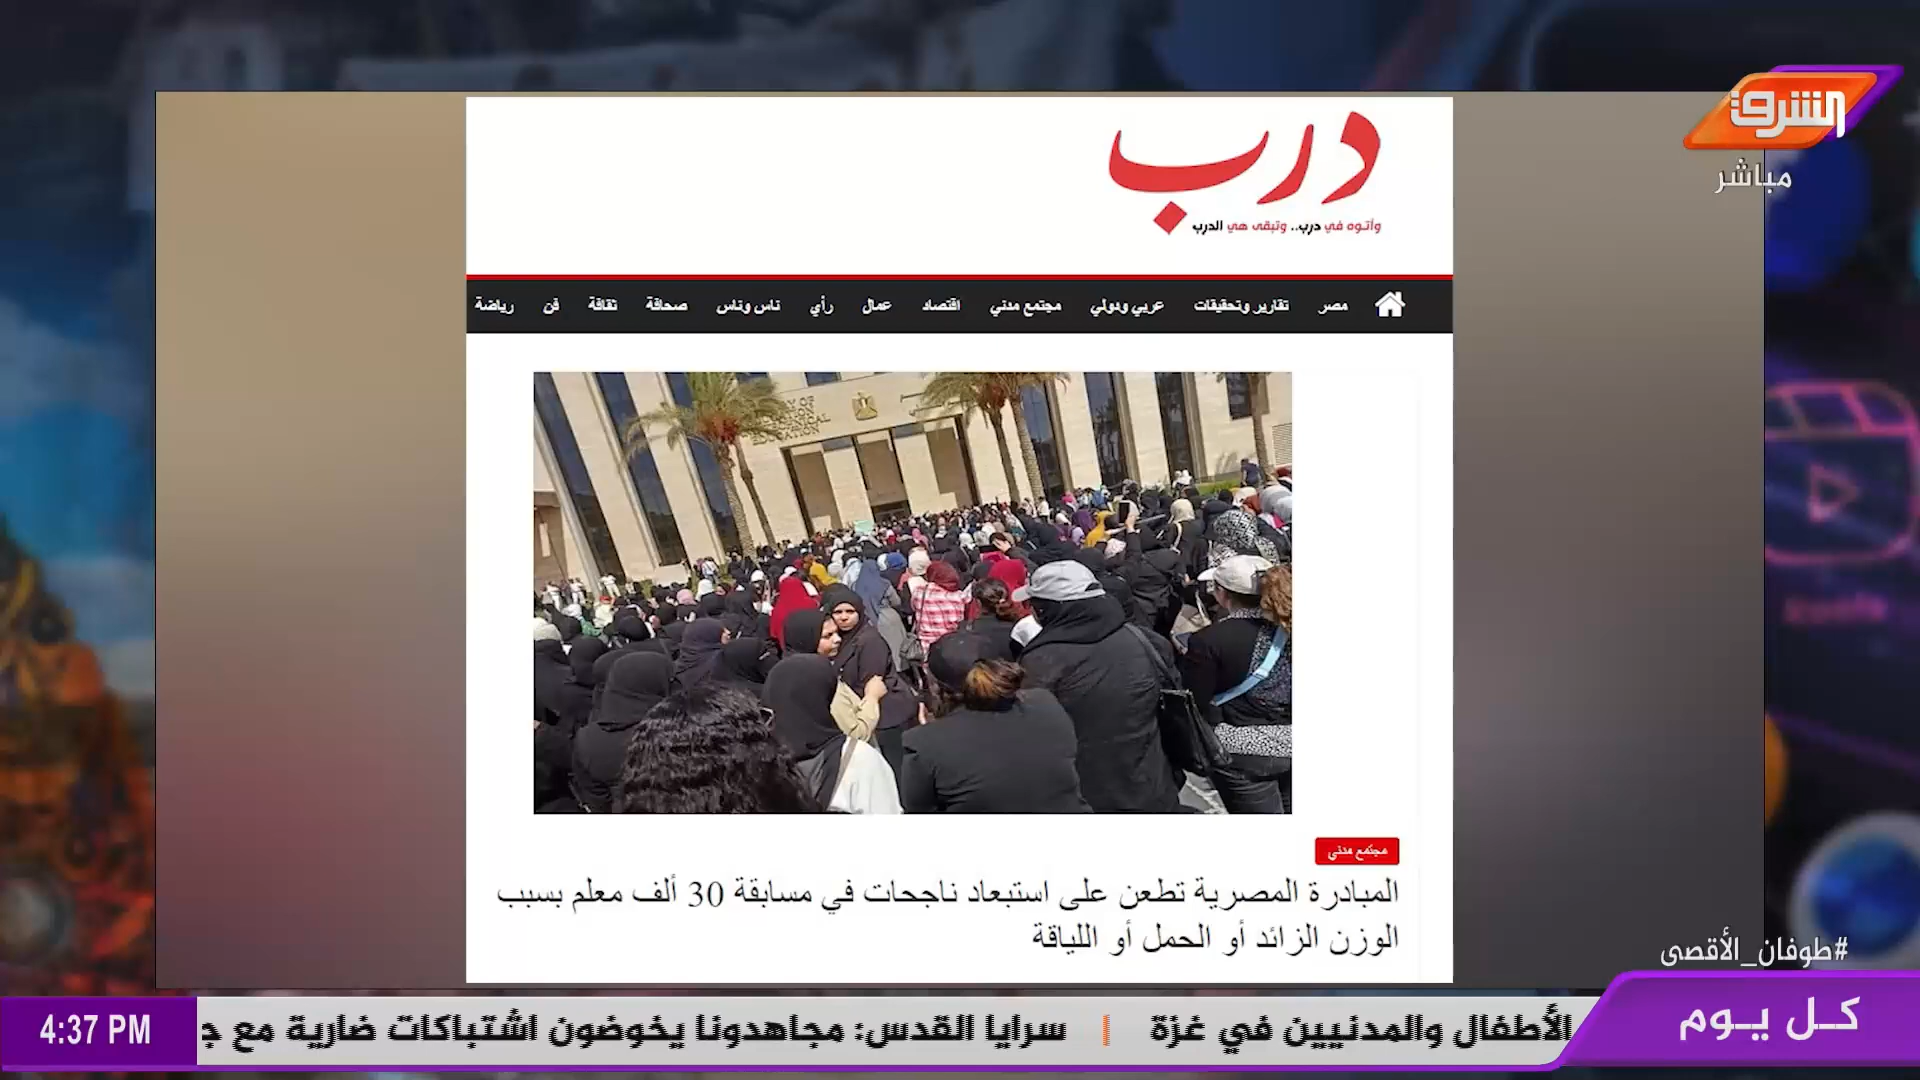 الشرق
مباشر
درب
وأتوه في درب.. وتبقى هي الدرب
مصر تقارير وتحقيقات عربي ودولي مجتمع مدني اقتصاد عمال رأي ناس وناس صحافة ثقافة فن رياضة
EDUCATION
مجتمع مدني
المبادرة المصرية تطعن على استبعاد ناجحات في مسابقة 30 ألف معلم بسبب
الوزن الزائد أو الحمل أو اللياقة
#طوفان_الأقصى
كل يوم
الأطفال والمدنيين في غزة | سرايا القدس: مجاهدونا يخوضون اشتباكات ضارية مع
4:37 PM